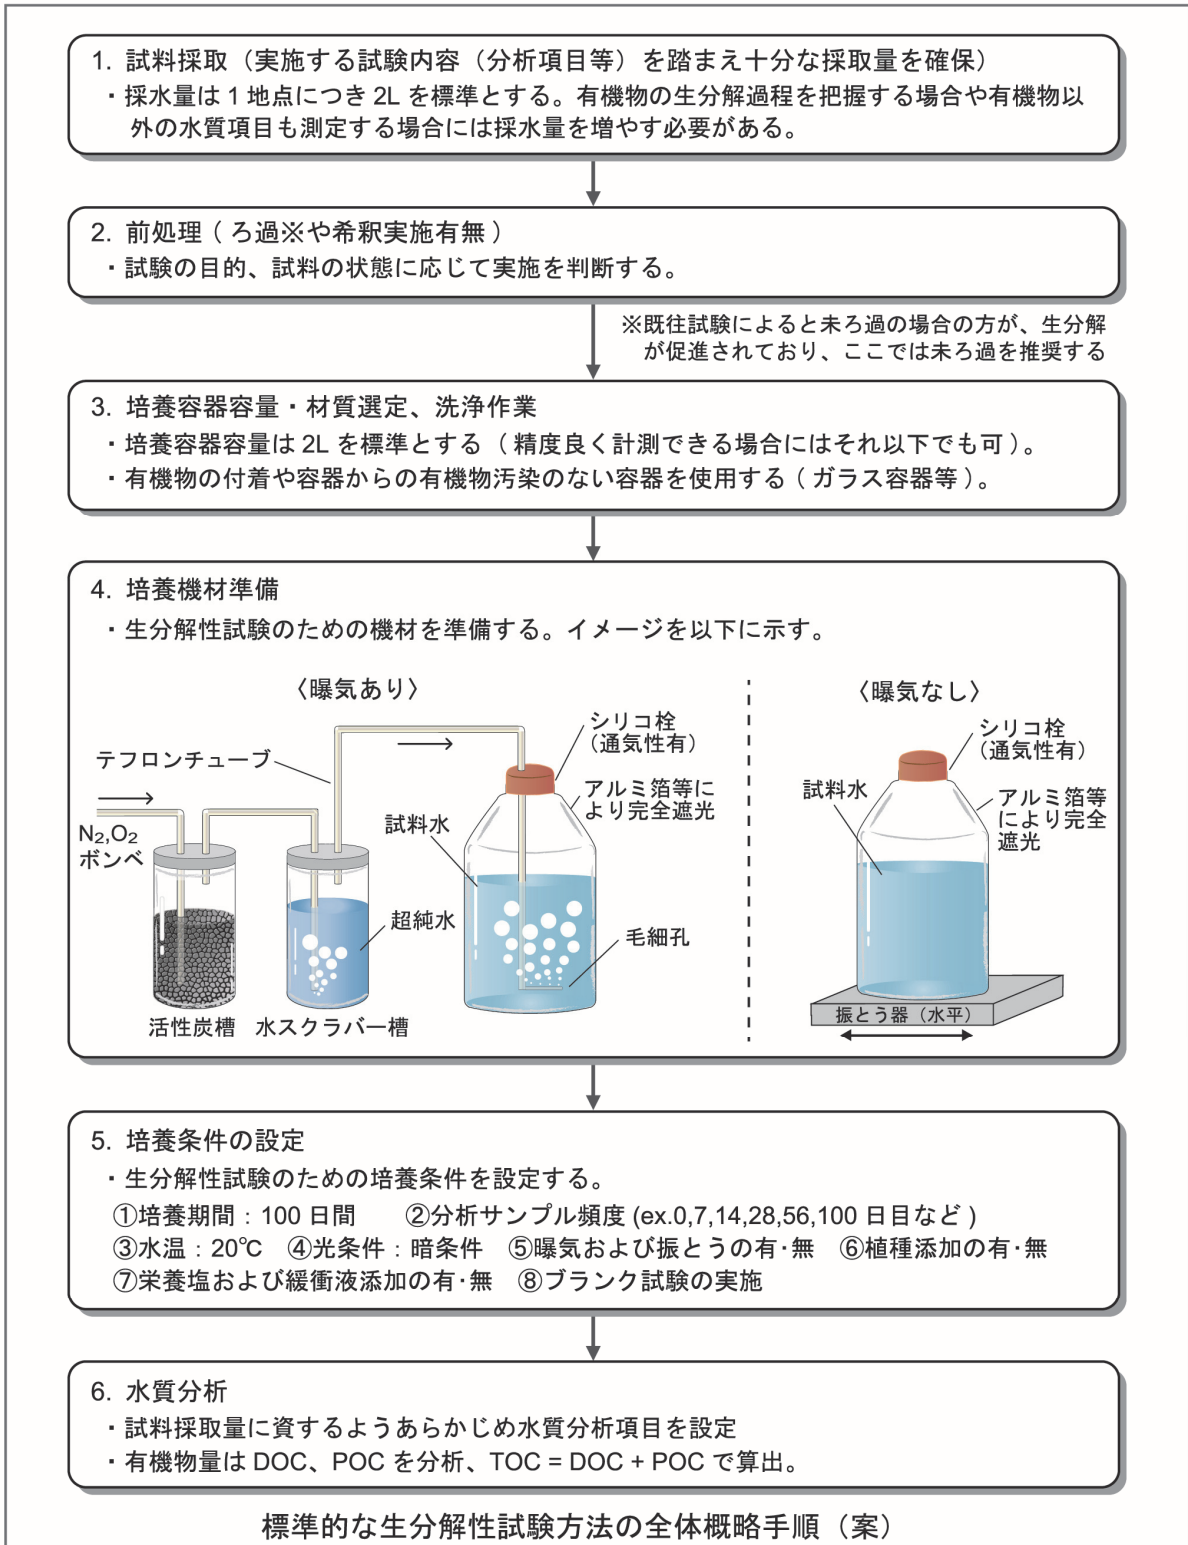 1. 試料採取（実施する試験内容（分析項目等）を踏まえ十分な採取量を確保）
・採水量は 1 地点につき 2L を標準とする。有機物の生分解過程を把握する場合や有機物以
外の水質項目も測定する場合には採水量を増やす必要がある。
2. 前処理 ( ろ過※や希釈実施有無 )
・試験の目的、試料の状態に応じて実施を判断する。
※既往試験によると未ろ過の場合の方が、生分解
が促進されており、ここでは未ろ過を推奨する
3. 培養容器容量・材質選定、洗浄作業
・培養容器容量は 2L を標準とする ( 精度良く計測できる場合にはそれ以下でも可 )。
・有機物の付着や容器からの有機物汚染のない容器を使用する ( ガラス容器等 )。
4. 培養機材準備
・生分解性試験のための機材を準備する。イメージを以下に示す。
〈曝気あり〉
テフロンチューブ
N₂,O₂
ボンベ
シリコ栓
（通気性有）
アルミ箔等に
より完全遮光
試料水
超純水
毛細孔
活性炭槽
水スクラバー槽
〈曝気なし〉
シリコ栓
（通気性有）
試料水
アルミ箔等
により完全
遮光
振とう器（水平）
5. 培養条件の設定
・生分解性試験のための培養条件を設定する。
①培養期間：100 日間　②分析サンプル頻度 (ex.0,7,14,28,56,100 日目など )
③水温：20℃　④光条件：暗条件　⑤曝気および振とうの有・無　⑥植種添加の有・無
⑦栄養塩および緩衝液添加の有・無　⑧ブランク試験の実施
6. 水質分析
・試料採取量に資するようあらかじめ水質分析項目を設定
・有機物量は DOC、POC を分析、TOC = DOC + POC で算出。
標準的な生分解性試験方法の全体概略手順（案）